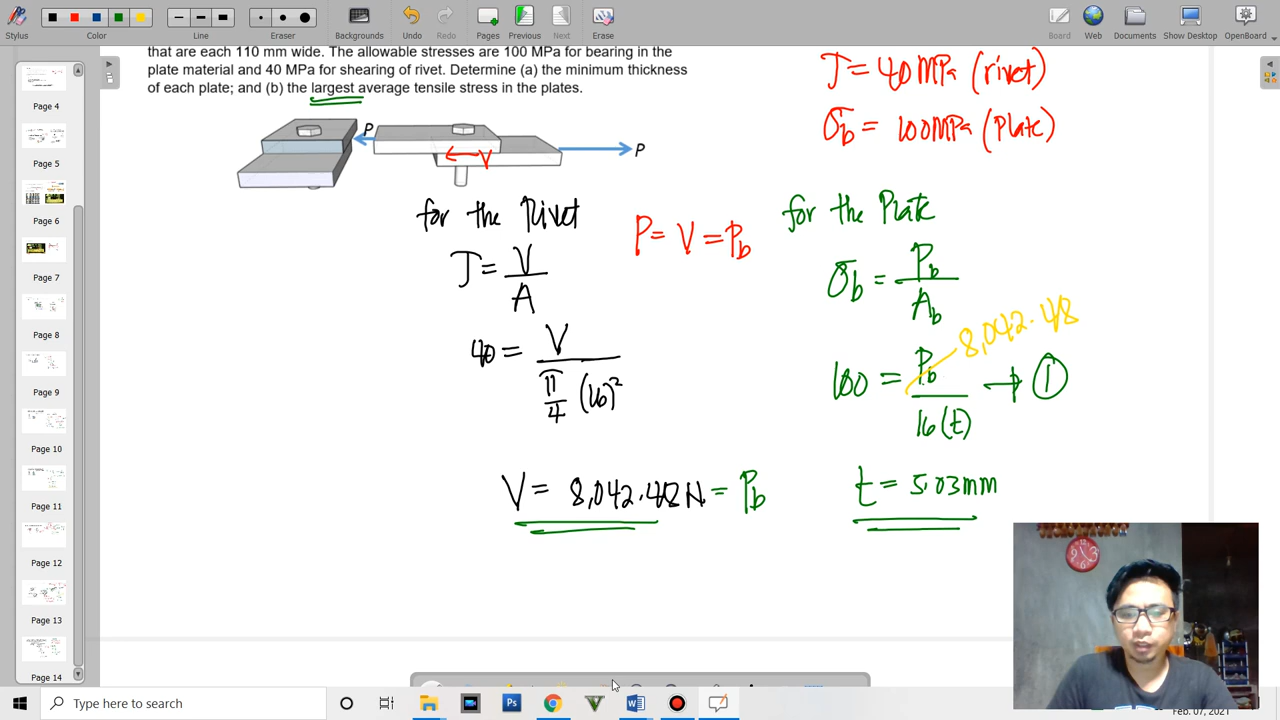 Stylus
Color
Line
Eraser
Backgrounds
Undo
Redo
Pages
Previous
Next
Erase
Board
Web
Documents
Show Desktop
OpenBoard
that are each 110 mm wide. The allowable stresses are 100 MPa for bearing in the
plate material and 40 MPa for shearing of rivet. Determine (a) the minimum thickness
of each plate; and (b) the largest average tensile stress in the plates.
P
V
P
τ = 40 MPa (rivet)
σb = 100 MPa (Plate)
for the Rivet
τ = V / A
40 = V / π/4 (16)²
V = 8,042.48 N = Pb
P = V = Pb
for the Plate
σb = Pb / Ab
100 = Pb / 16(t) → 1
8,042.48
t = 5.03mm
Page 4
Page 5
Page 6
Page 7
Page 8
Page 9
Page 10
Page 11
Page 12
Page 13
Page 14
Type here to search
Feb. 07, 2021